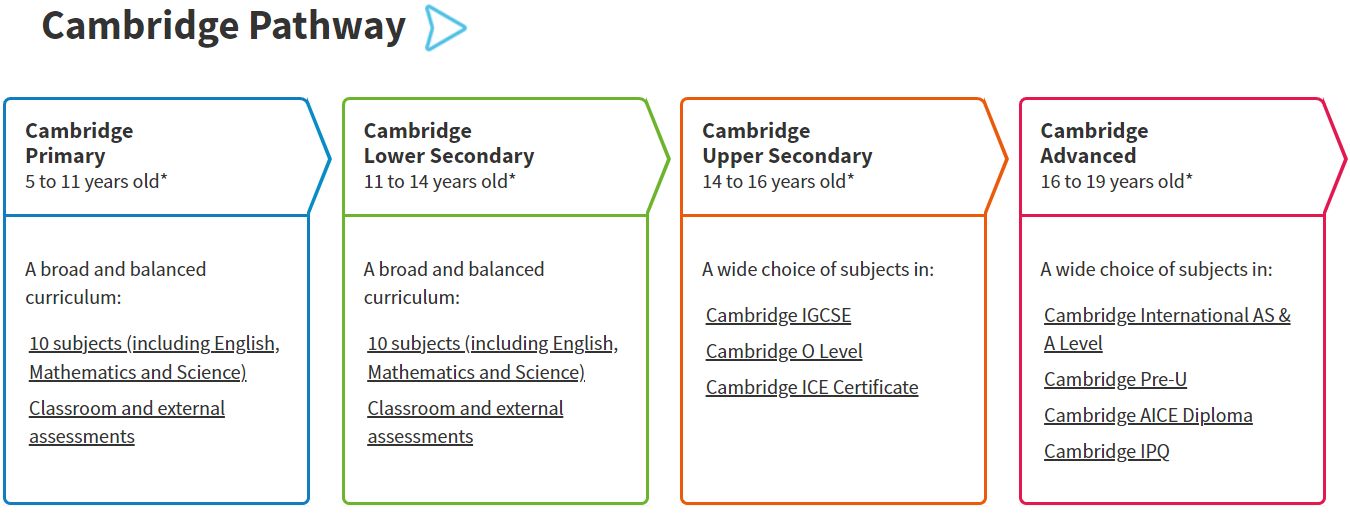 Cambridge Pathway
Cambridge
Primary
5 to 11 years old*
A broad and balanced
curriculum:
10 subjects (including English,
Mathematics and Science)
Classroom and external
assessments
Cambridge
Lower Secondary
11 to 14 years old*
A broad and balanced
curriculum:
10 subjects (including English,
Mathematics and Science)
Classroom and external
assessments
Cambridge
Upper Secondary
14 to 16 years old*
A wide choice of subjects in:
Cambridge IGCSE
Cambridge O Level
Cambridge ICE Certificate
Cambridge
Advanced
16 to 19 years old*
A wide choice of subjects in:
Cambridge International AS &
A Level
Cambridge Pre-U
Cambridge AICE Diploma
Cambridge IPQ